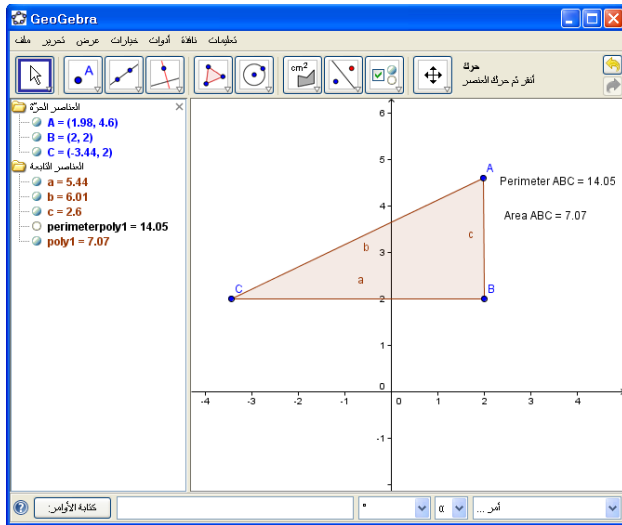 GeoGebra
ملف تحرير عرض خيارات أدوات نافذة تعليمات
A
cm²
حرك
أنقر ثم حرك العنصر
العناصر الحرّة
A = (1.98, 4.6)
B = (2, 2)
C = (-3.44, 2)
العناصر التابعة
a = 5.44
b = 6.01
c = 2.6
perimeterpoly1 = 14.05
poly1 = 7.07
6
5
A
Perimeter ABC = 14.05
4
Area ABC = 7.07
b
3
c
a
C
2
B
1
0
-4 -3 -2 -1 0 1 2 3 4
-1
كتابة الأوامر:
°
α
أمر ...